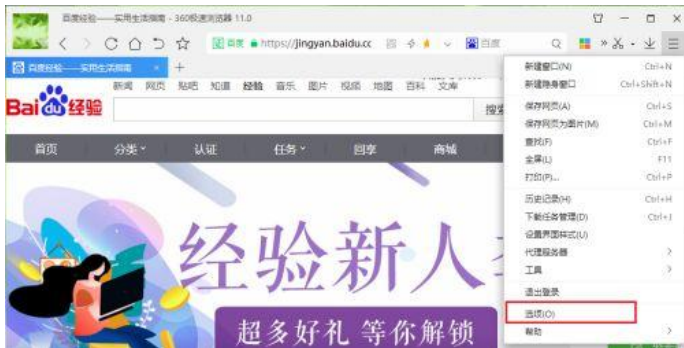 百度经验——实用生活指南 - 360极速浏览器 11.0
百度 https://jingyan.baidu.cc 百度
百度经验——实用生活指南
新闻 网页 贴吧 知道 经验 音乐 图片 视频 地图 百科 文库
Bai du 经验
搜索
首页 分类 认证 任务 回享 商城
经验新人
超多好礼 等你解锁
新建窗口(N) Ctrl+N
新建隐身窗口 Ctrl+Shift+N
保存网页(A) Ctrl+S
保存网页为图片(M) Ctrl+M
查找(F) Ctrl+F
全屏(L) F11
打印(P)... Ctrl+P
历史记录(H) Ctrl+H
下载任务管理(D) Ctrl+J
设置界面样式(U)
代理服务器
工具
退出登录
选项(O)
帮助